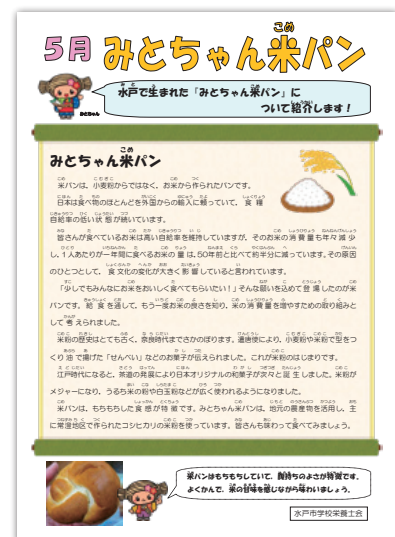 5月 みとちゃん米パン
水戸で生まれた「みとちゃん米パン」に
ついて紹介します！
みとちゃん
みとちゃん米パン
米パンは、小麦粉からではなく、お米から作られたパンです。
日本は食べ物のほとんどを外国からの輸入に頼っていて、食糧
自給率の低い状態が続いています。
皆さんが食べているお米は高い自給率を維持していますが、そのお米の消費量も年々減少
し、1人あたりが一年間に食べるお米の量は、50年前と比べて約半分に減っています。その原因
のひとつとして、食文化の変化が大きく影響していると言われています。
「少しでもみんなにお米をおいしく食べてもらいたい！」そんな願いを込めて登場したのが米
パンです。給食を通して、もう一度お米の良さを知り、米の消費量を増やすための取り組みと
して考えられました。
米粉の歴史はとても古く、奈良時代までさかのぼります。遣唐使により、小麦粉や米粉で型をつ
くり油で揚げた「せんべい」などのお菓子が伝えられました。これが米粉のはじまりです。
江戸時代になると、茶道の発展により日本オリジナルの和菓子が次々と誕生しました。米粉が
メジャーになり、うるち米の粉や白玉粉などが広く使われるようになりました。
米パンは、もちもちした食感が特徴です。みとちゃんパンは、地元の農産物を活用し、主
に常澄地区で作られたコシヒカリの米粉を使っています。皆さんも味わって食べてみましょう。
米パンはもちもちしていて、腹持ちのよさが特徴です。
よくかんで、米の甘味を感じながら味わいましょう。
水戸市学校栄養士会